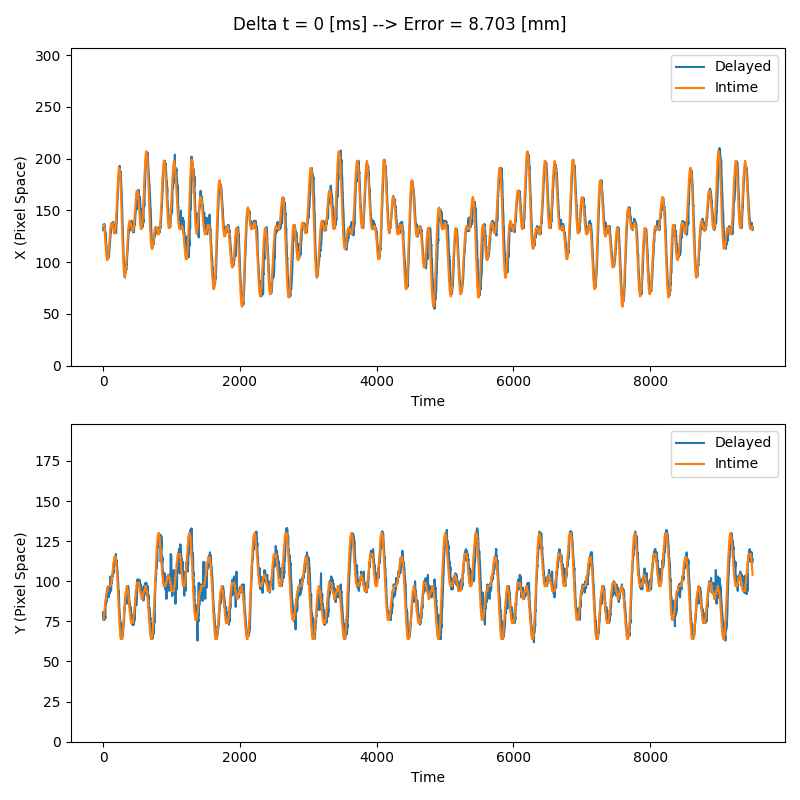 Delta t = 0 [ms] --> Error = 8.703 [mm]
300
250
200
150
100
50
0
X (Pixel Space)
Delayed
Intime
0
2000
4000
6000
8000
Time
175
150
125
100
75
50
25
0
Y (Pixel Space)
Delayed
Intime
0
2000
4000
6000
8000
Time